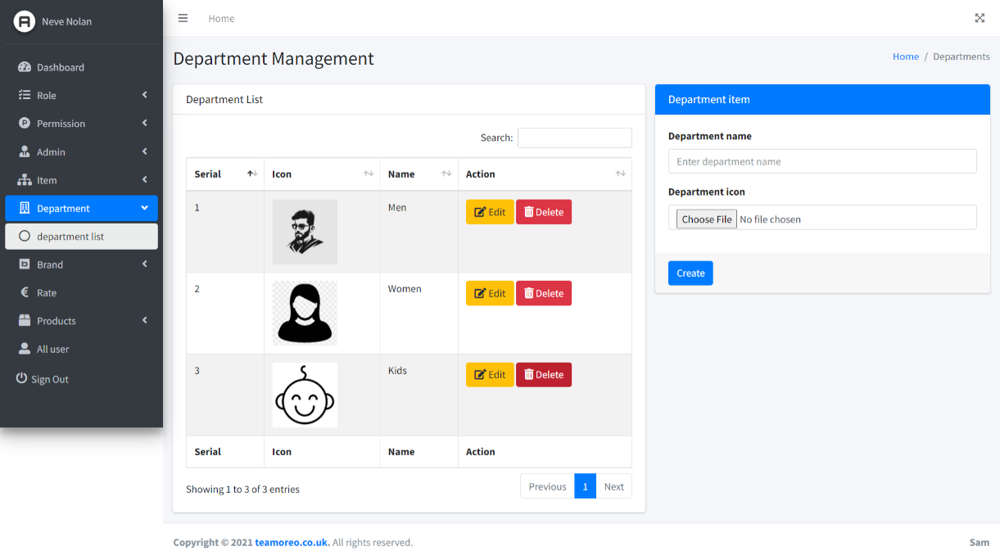 Neve Nolan
Home
Department Management
Home / Departments
Dashboard
Role
Permission
Admin
Item
Department
department list
Brand
Rate
Products
All user
Sign Out
Department List
Search:
Serial Icon Name Action
1 Men Edit Delete
2 Women Edit Delete
3 Kids Edit Delete
Serial Icon Name Action
Showing 1 to 3 of 3 entries
Previous 1 Next
Department item
Department name
Enter department name
Department icon
Choose File No file chosen
Create
Copyright © 2021 teamoreo.co.uk. All rights reserved.
Sam